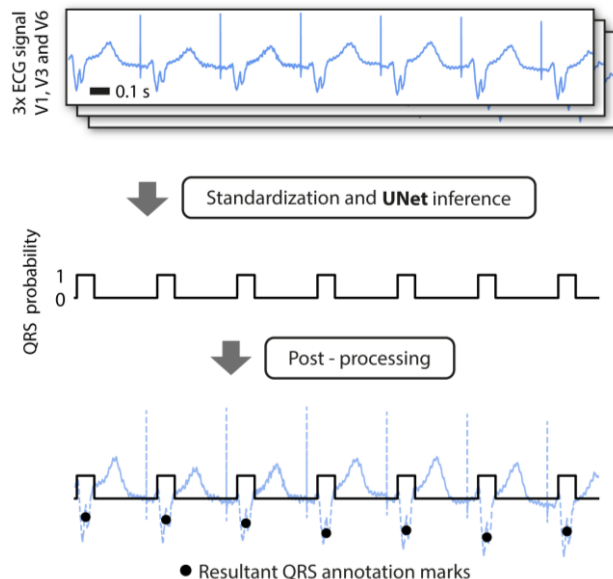 3x ECG signal
V1, V3 and V6
0.1 s
Standardization and UNet inference
QRS probability
1
0
Post - processing
Resultant QRS annotation marks